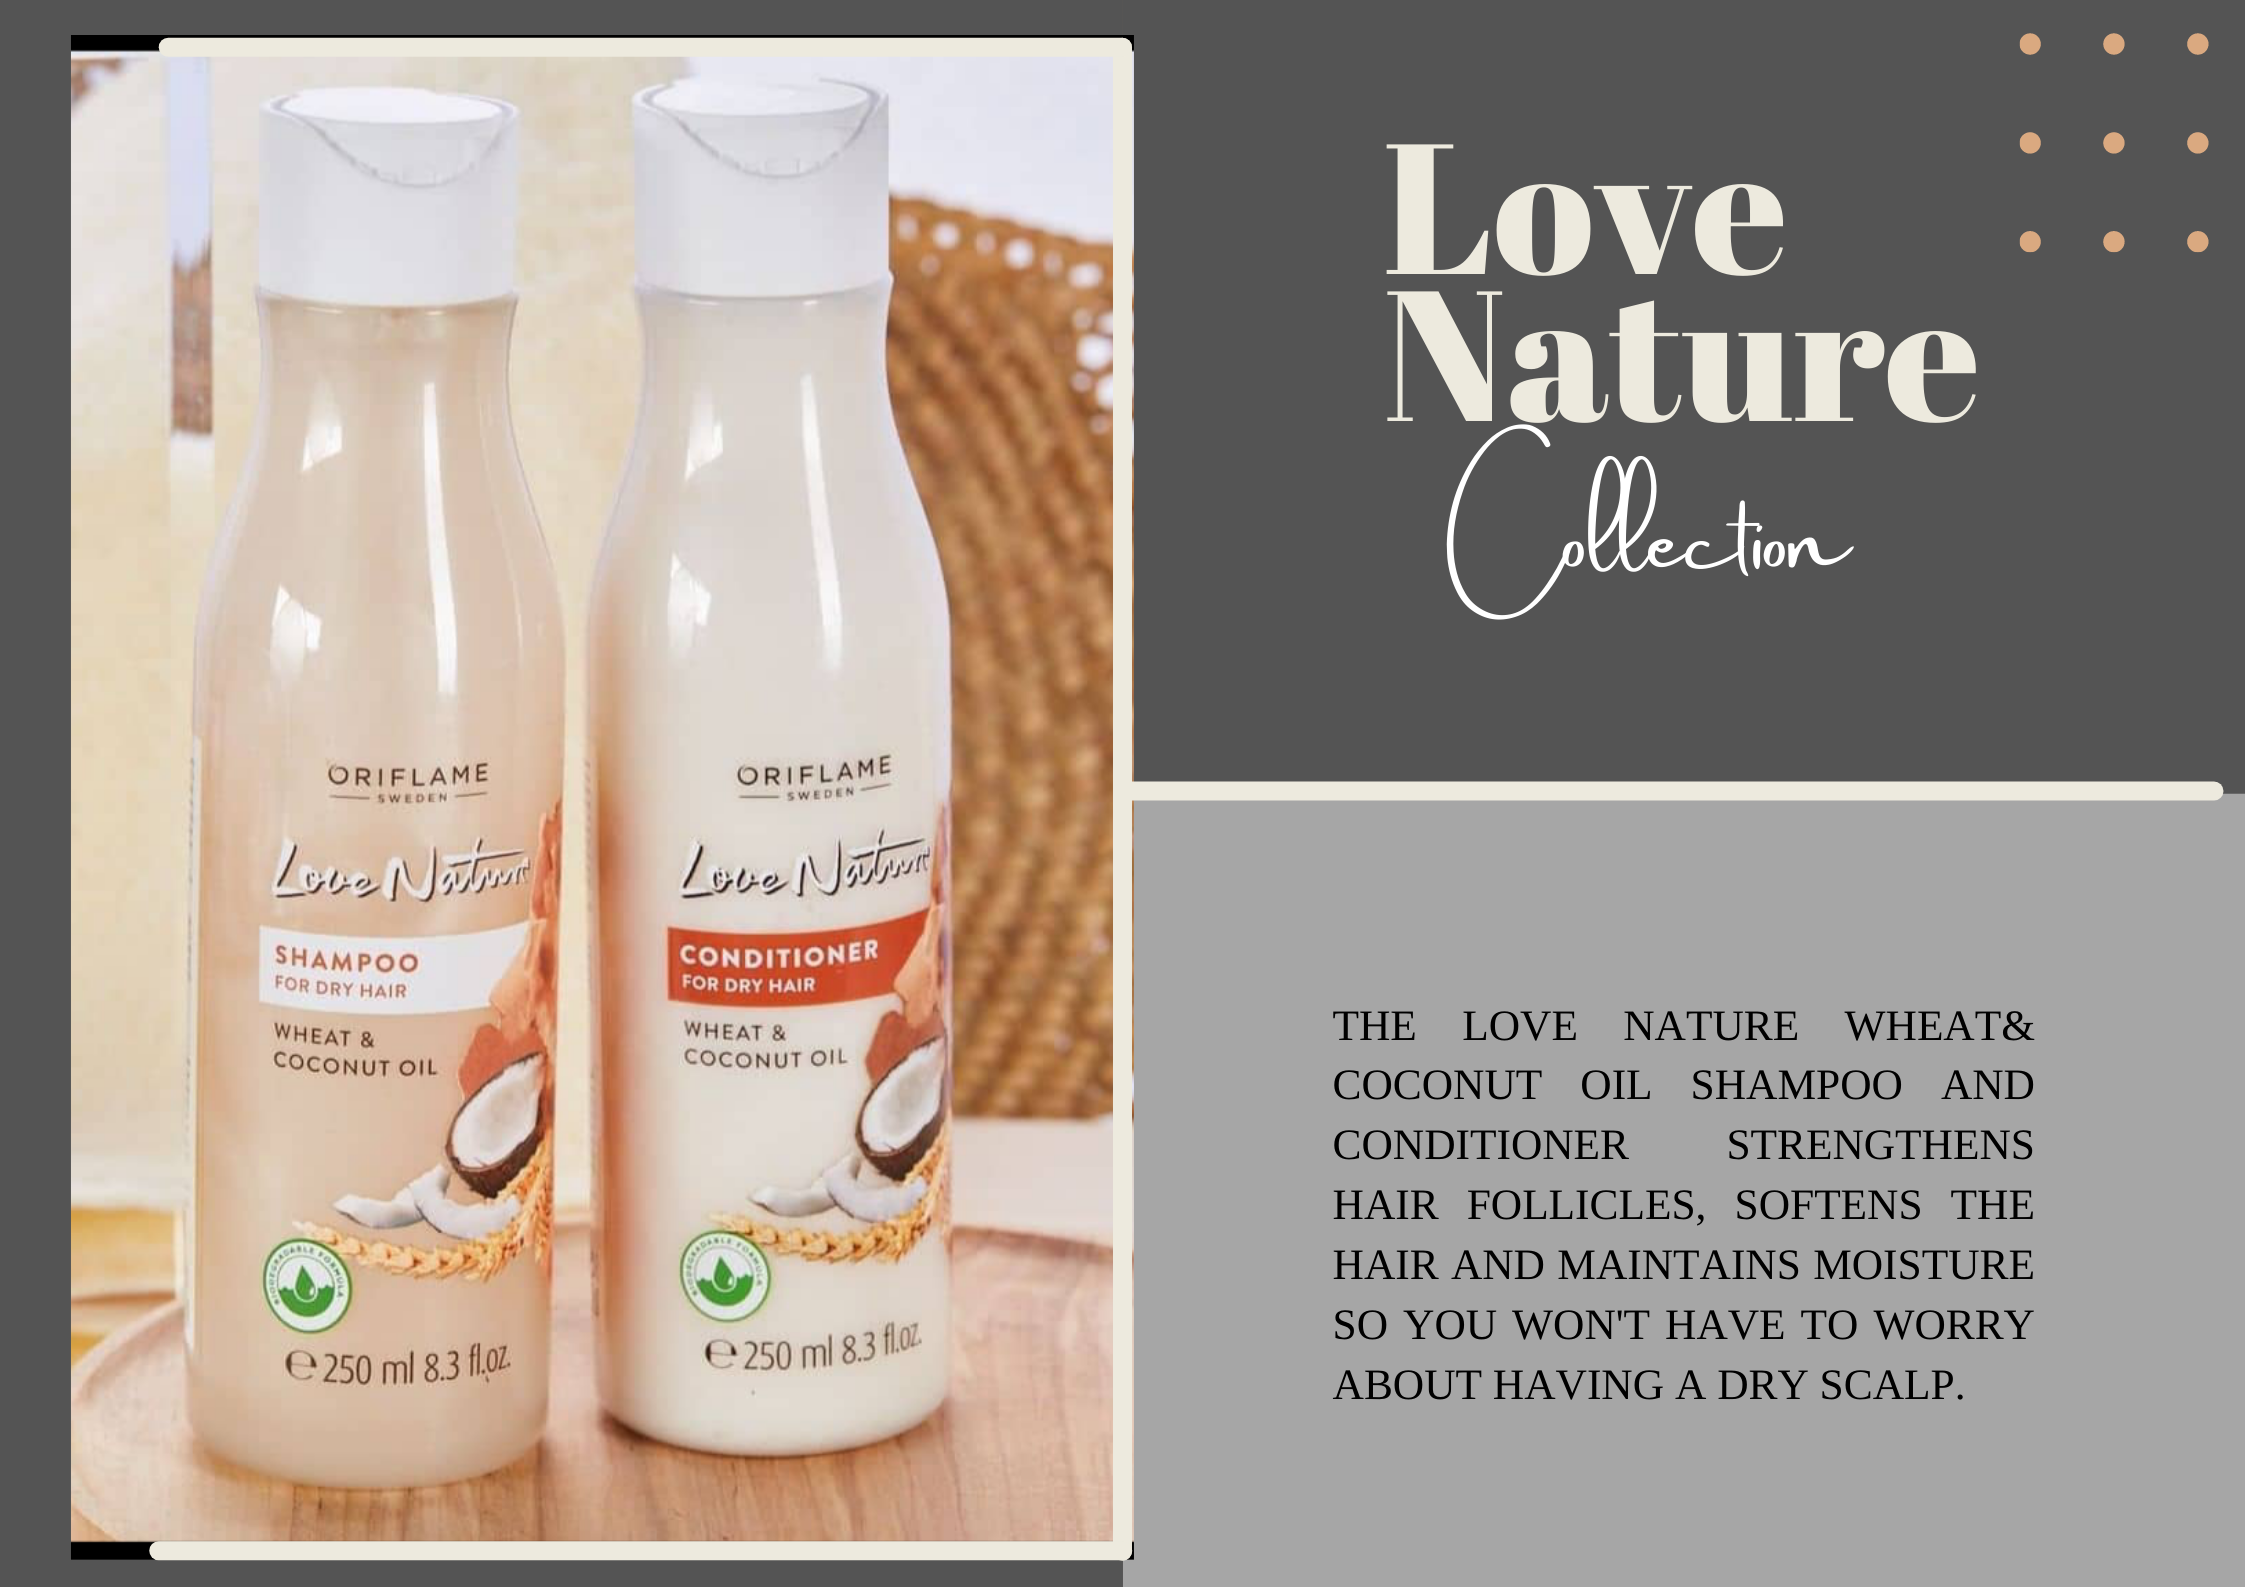 Love
Nature
Collection
ORIFLAME
SWEDEN
Love Nature
SHAMPOO
FOR DRY HAIR
WHEAT &
COCONUT OIL
BIODEGRADABLE FORMULA
℮ 250 ml 8.3 fl.oz.
ORIFLAME
SWEDEN
Love Nature
CONDITIONER
FOR DRY HAIR
WHEAT &
COCONUT OIL
BIODEGRADABLE FORMULA
℮ 250 ml 8.3 fl.oz.
THE LOVE NATURE WHEAT&
COCONUT OIL SHAMPOO AND
CONDITIONER STRENGTHENS
HAIR FOLLICLES, SOFTENS THE
HAIR AND MAINTAINS MOISTURE
SO YOU WON'T HAVE TO WORRY
ABOUT HAVING A DRY SCALP.